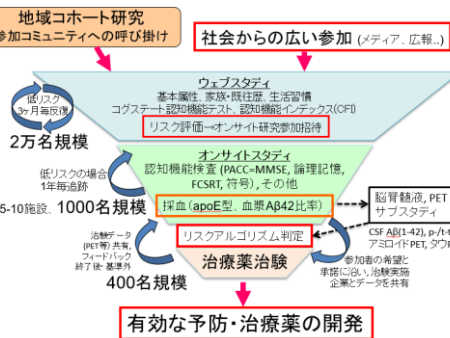 地域コホート研究
参加コミュニティへの呼び掛け
社会からの広い参加 (メディア、広報..)
ウェブスタディ
基本属性、家族・既往歴、生活習慣
コグステート認知機能テスト、認知機能インデックス(CFI)
リスク評価→オンサイト研究参加招待
低リスク
3ヶ月毎反復
2万名規模
オンサイトスタディ
認知機能検査 (PACC=MMSE, 論理記憶,
FCSRT, 符号)、その他
採血(apoE型、血漿Aβ42比率)
低リスクの場合
1年毎追跡
5-10施設、1000名規模
脳脊髄液, PET
サブスタディ
CSF Aβ(1-42), p-/t-t
アミロイドPET, タウP
リスクアルゴリズム判定
治験データ
(PET等) 共有,
フィードバック
終了後・基準外
400名規模
治療薬治験
参加者の希望と
承諾に沿い、治験実施
企業とデータを共有
有効な予防・治療薬の開発